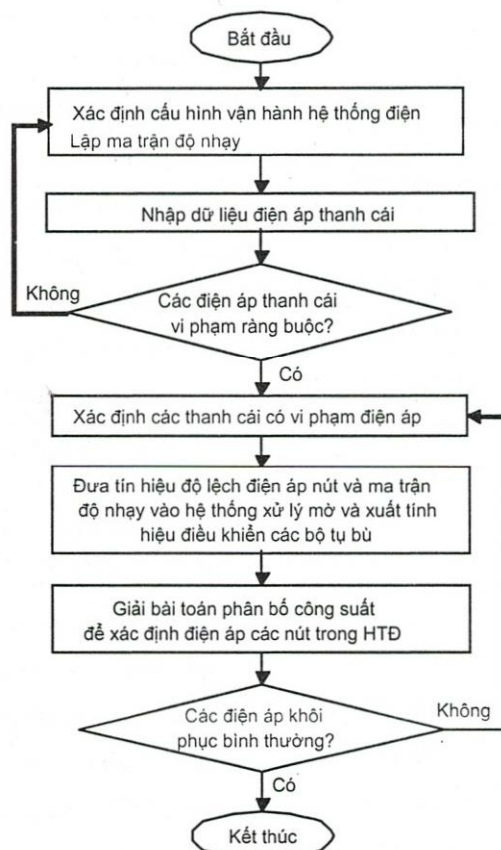 Bắt đầu
Xác định cấu hình vận hành hệ thống điện
Lập ma trận độ nhạy
Nhập dữ liệu điện áp thanh cái
Không
Các điện áp thanh cái
vi phạm ràng buộc?
Có
Xác định các thanh cái có vi phạm điện áp
Đưa tín hiệu độ lệch điện áp nút và ma trận
độ nhạy vào hệ thống xử lý mờ và xuất tính
hiệu điều khiển các bộ tụ bù
Giải bài toán phân bố công suất
để xác định điện áp các nút trong HTĐ
Các điện áp khôi
phục bình thường?
Không
Có
Kết thúc